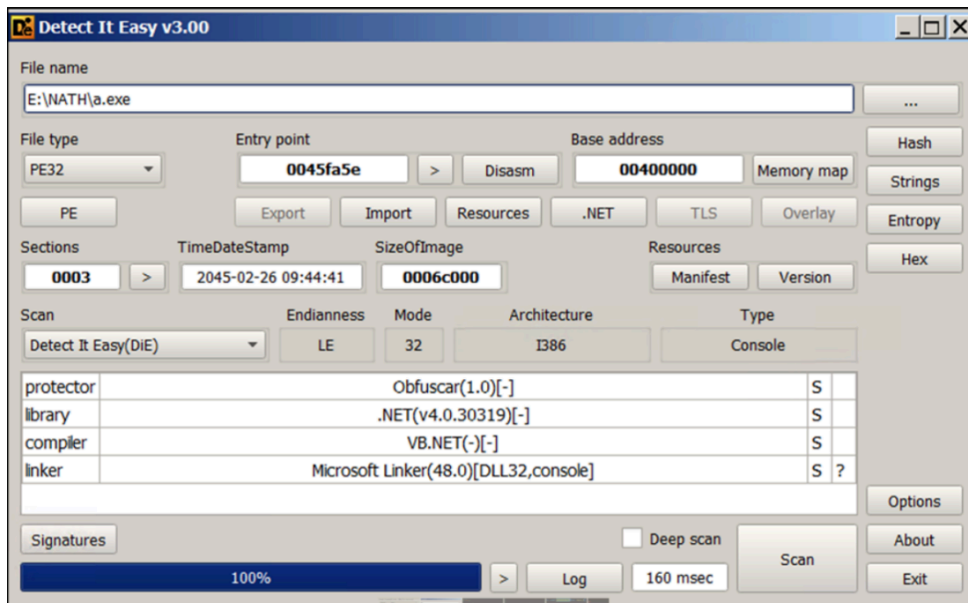 Detect It Easy v3.00
File name
E:\NATH\a.exe
...
File type
Entry point
Base address
Hash
PE32
0045fa5e
>
Disasm
00400000
Memory map
Strings
PE
Export
Import
Resources
.NET
TLS
Overlay
Entropy
Sections
TimeDateStamp
SizeOfImage
Resources
Hex
0003
>
2045-02-26 09:44:41
0006c000
Manifest
Version
Scan
Endianness
Mode
Architecture
Type
Detect It Easy(DiE)
LE
32
I386
Console
protector Obfuscar(1.0)[-] S
library .NET(v4.0.30319)[-] S
compiler VB.NET(-)[-] S
linker Microsoft Linker(48.0)[DLL32,console] S ?
Options
Signatures
Deep scan
Scan
About
100%
>
Log
160 msec
Exit